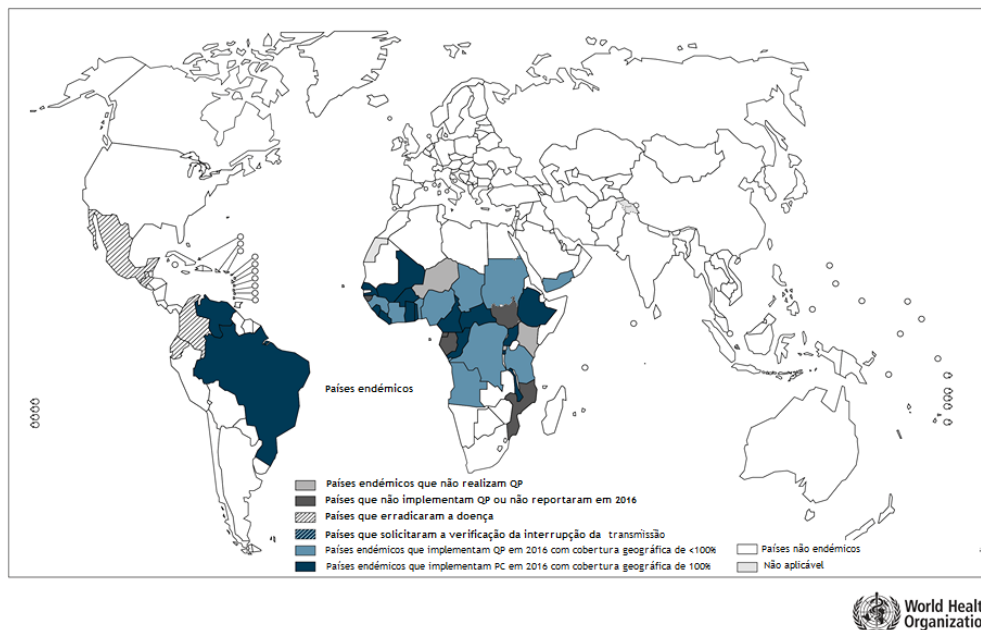 Países endémicos
Países endémicos que não realizam QP
Países que não implementam QP ou não reportaram em 2016
Países que erradicaram a doença
Países que solicitaram a verificação da interrupção da transmissão
Países endémicos que implementam QP em 2016 com cobertura geográfica de <100%
Países endémicos que implementam PC em 2016 com cobertura geográfica de 100%
Países não endémicos
Não aplicável
World Healt
Organization